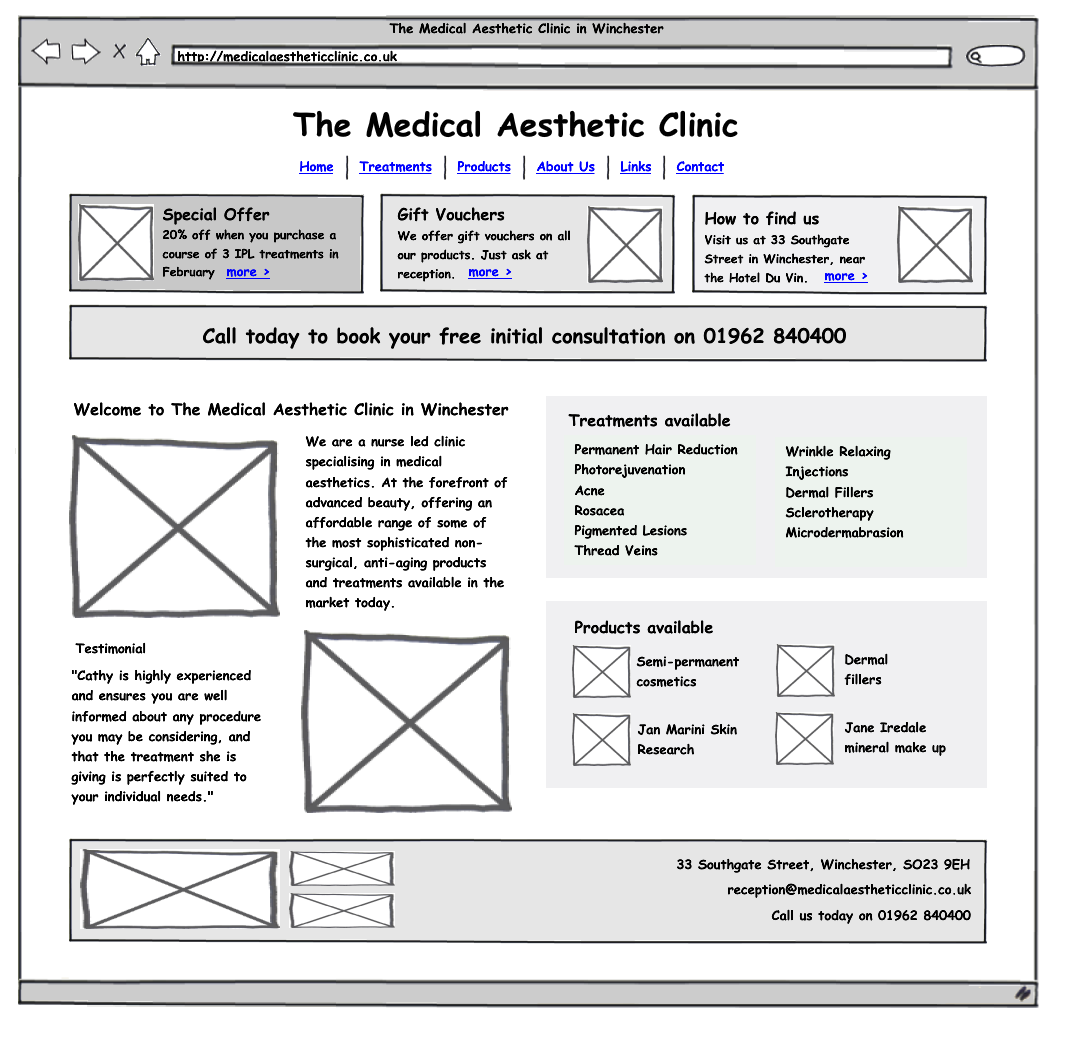 The Medical Aesthetic Clinic in Winchester
http://medicalaestheticclinic.co.uk
The Medical Aesthetic Clinic
Home | Treatments | Products | About Us | Links | Contact
Special Offer
20% off when you purchase a
course of 3 IPL treatments in
February more >
Gift Vouchers
We offer gift vouchers on all
our products. Just ask at
reception. more >
How to find us
Visit us at 33 Southgate
Street in Winchester, near
the Hotel Du Vin. more >
Call today to book your free initial consultation on 01962 840400
Welcome to The Medical Aesthetic Clinic in Winchester
We are a nurse led clinic
specialising in medical
aesthetics. At the forefront of
advanced beauty, offering an
affordable range of some of
the most sophisticated non-
surgical, anti-aging products
and treatments available in the
market today.
Testimonial
"Cathy is highly experienced
and ensures you are well
informed about any procedure
you may be considering, and
that the treatment she is
giving is perfectly suited to
your individual needs."
Treatments available
Permanent Hair Reduction
Photorejuvenation
Acne
Rosacea
Pigmented Lesions
Thread Veins
Wrinkle Relaxing
Injections
Dermal Fillers
Sclerotherapy
Microdermabrasion
Products available
Semi-permanent
cosmetics
Dermal
fillers
Jan Marini Skin
Research
Jane Iredale
mineral make up
33 Southgate Street, Winchester, SO23 9EH
reception@medicalaestheticclinic.co.uk
Call us today on 01962 840400